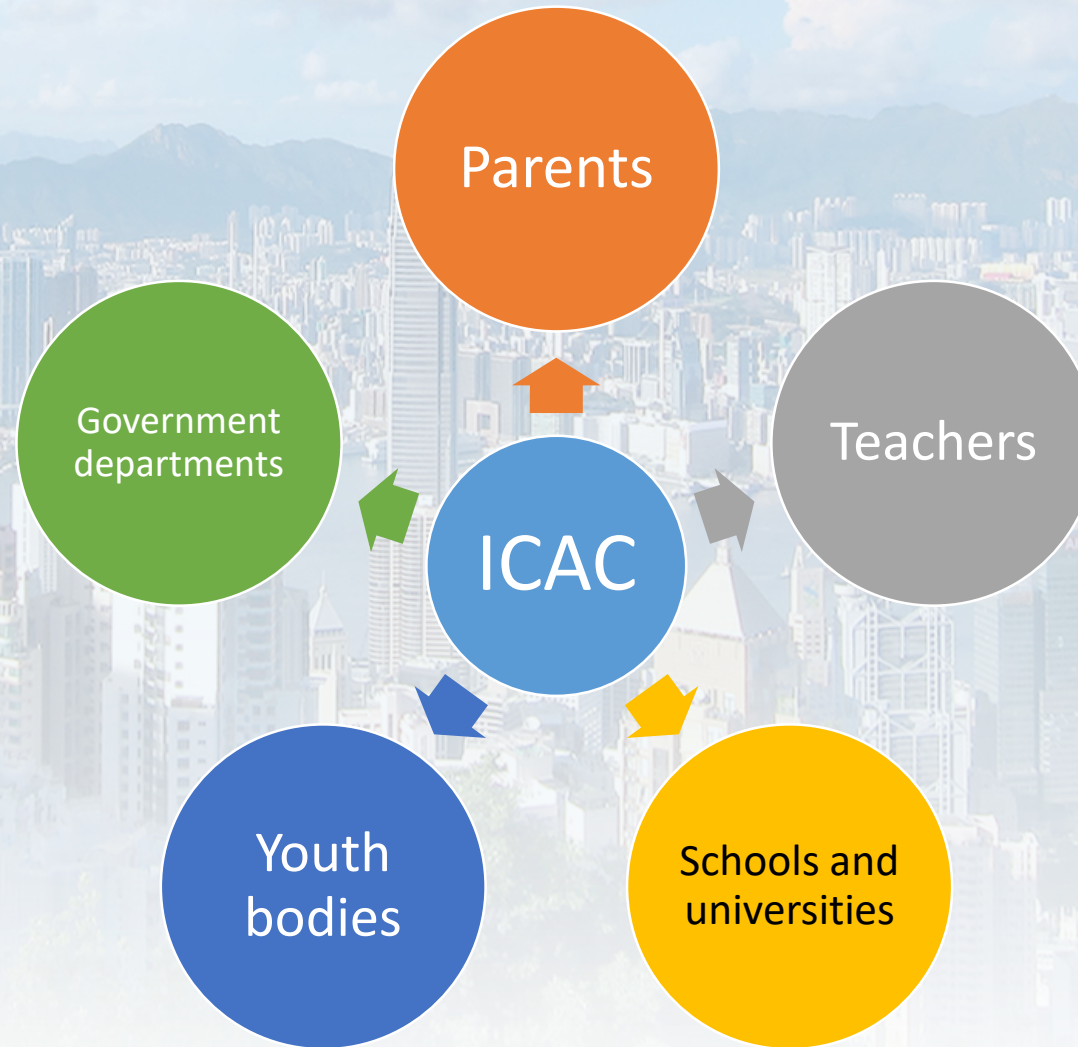 Parents
Government
departments
Teachers
ICAC
Youth
bodies
Schools and
universities